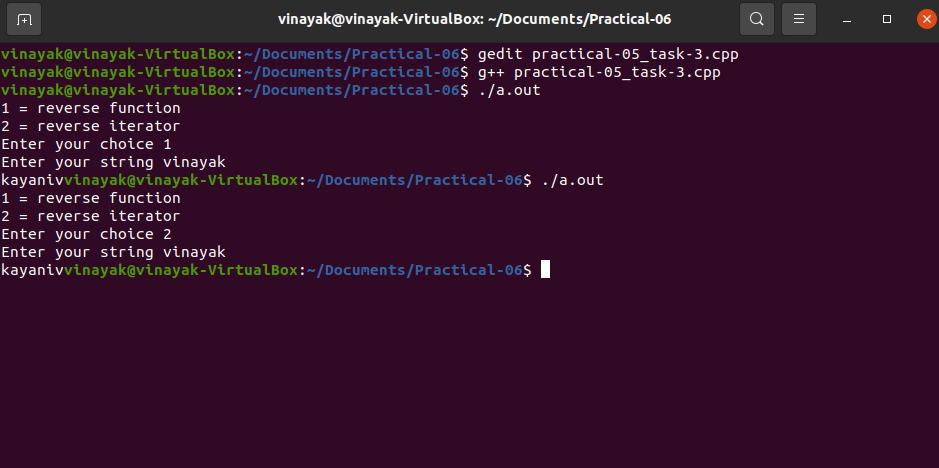 vinayak@vinayak-VirtualBox: ~/Documents/Practical-06
vinayak@vinayak-VirtualBox:~/Documents/Practical-06$ gedit practical-05_task-3.cpp
vinayak@vinayak-VirtualBox:~/Documents/Practical-06$ g++ practical-05_task-3.cpp
vinayak@vinayak-VirtualBox:~/Documents/Practical-06$ ./a.out
1 = reverse function
2 = reverse iterator
Enter your choice 1
Enter your string vinayak
kayanivvinayak@vinayak-VirtualBox:~/Documents/Practical-06$ ./a.out
1 = reverse function
2 = reverse iterator
Enter your choice 2
Enter your string vinayak
kayanivvinayak@vinayak-VirtualBox:~/Documents/Practical-06$